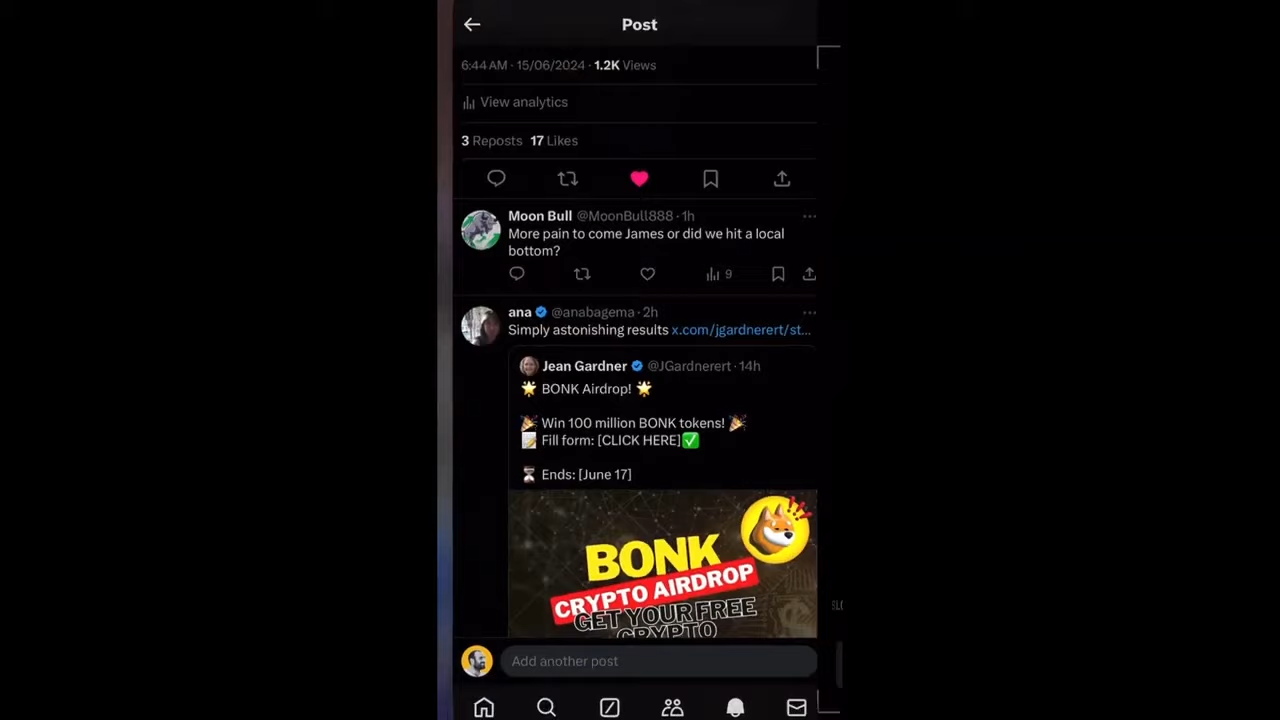 Post
6:44 AM · 15/06/2024 · 1.2K Views
View analytics
3 Reposts 17 Likes
Moon Bull @MoonBull888 · 1h
More pain to come James or did we hit a local
bottom?
9
ana @anabagema · 2h
Simply astonishing results x.com/jgardnerert/st...
Jean Gardner @JGardnerert · 14h
🌟 BONK Airdrop! 🌟
🎉 Win 100 million BONK tokens! 🎉
📝 Fill form: [CLICK HERE]✅
⏳ Ends: [June 17]
BONK
CRYPTO AIRDROP
GET YOUR FREE
CRYPTO
Add another post